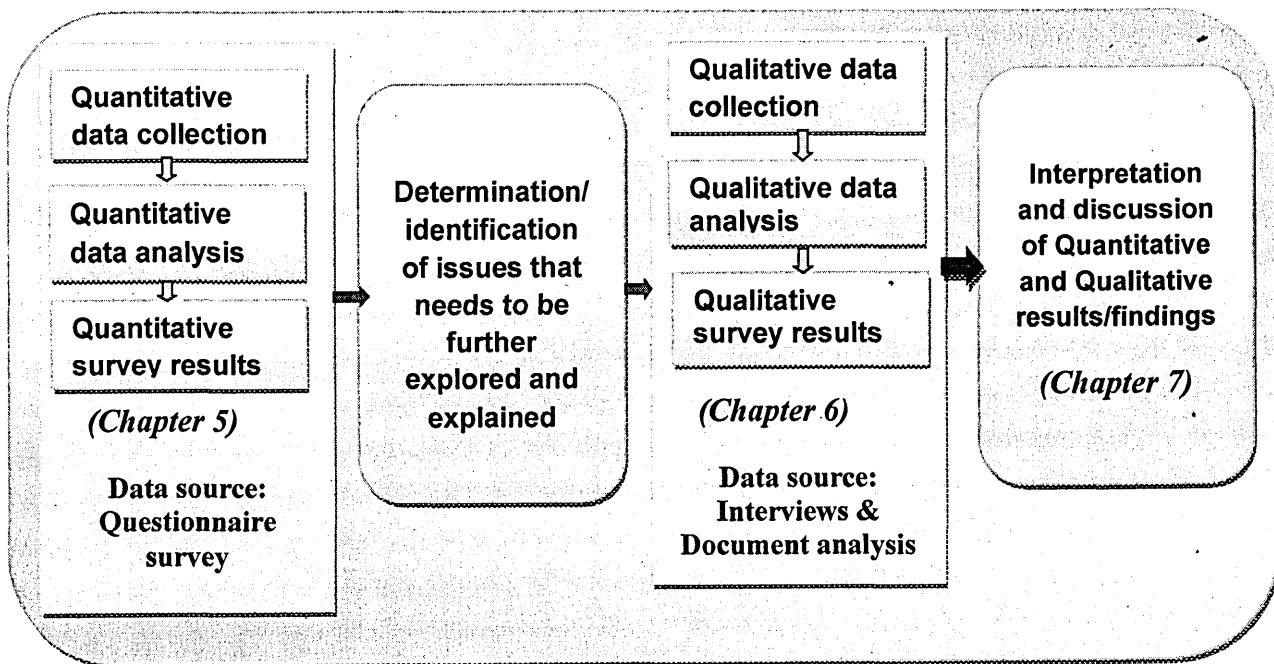 Quantitative
data collection
Quantitative
data analysis
Quantitative
survey results
(Chapter 5)
Data source:
Questionnaire
survey
Determination/
identification
of issues that
needs to be
further
explored and
explained
Qualitative data
collection
Qualitative data
analysis
Qualitative
survey results
(Chapter 6)
Data source:
Interviews &
Document analysis
Interpretation
and discussion
of Quantitative
and Qualitative
results/findings
(Chapter 7)